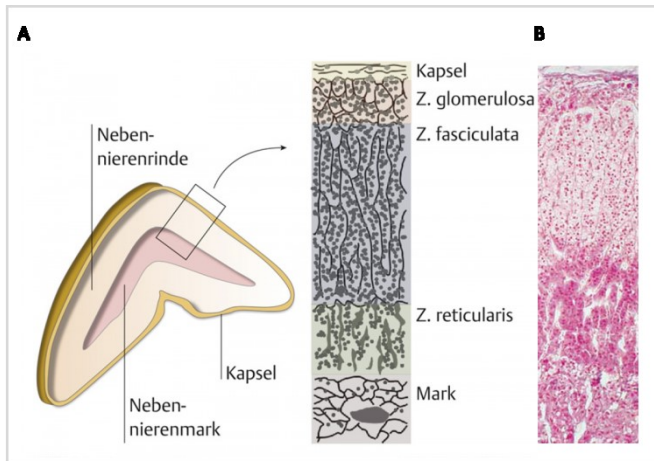 A
B
Kapsel
Z. glomerulosa
Z. fasciculata
Neben-
nierenrinde
Z. reticularis
Kapsel
Mark
Neben-
nierenmark